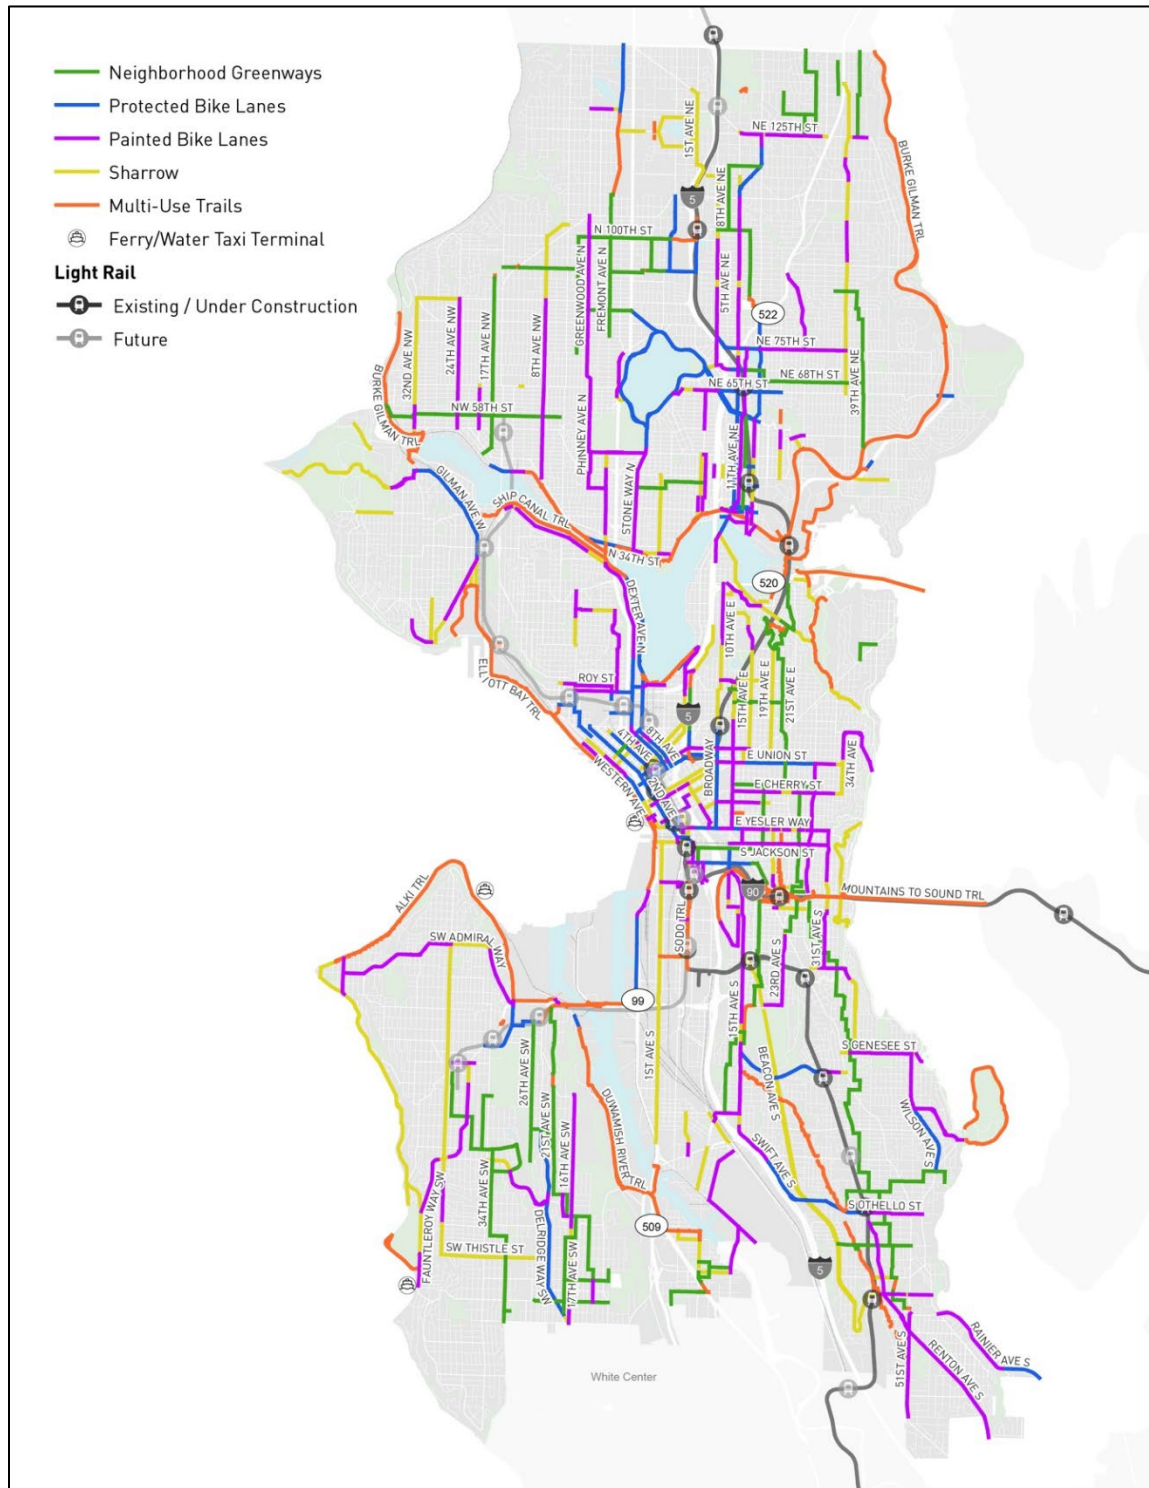 Neighborhood Greenways
Protected Bike Lanes
Painted Bike Lanes
Sharrow
Multi-Use Trails
Ferry/Water Taxi Terminal
Light Rail
Existing / Under Construction
Future
1ST AVE NE
NE 125TH ST
BURKE GILMAN TRL
8TH AVE NE
5
N 100TH ST
GREENWOOD AVE N
FREMONT AVE N
5TH AVE NE
522
32ND AVE NW
24TH AVE NW
17TH AVE NW
8TH AVE NW
NE 75TH ST
NE 68TH ST
NE 65TH ST
39TH AVE NE
BURKE GILMAN TRL
NW 58TH ST
PHINNEY AVE N
STONE WAY N
11TH AVE NE
GILMAN AVE W
SHIP CANAL TRL
N 34TH ST
520
DEXTER AVE N
10TH AVE E
15TH AVE E
19TH AVE E
21ST AVE E
ELLIOTT BAY TRL
ROY ST
5
8TH AVE
4TH AVE
2ND AVE
WESTERN AVE
BROADWAY
E UNION ST
34TH AVE
E CHERRY ST
E YESLER WAY
S JACKSON ST
90
MOUNTAINS TO SOUND TRL
ALKI TRL
SW ADMIRAL WAY
SODO TRL
31ST AVE S
23RD AVE S
15TH AVE S
99
1ST AVE S
BEACON AVE S
S GENESEE ST
WILSON AVE S
26TH AVE SW
21ST AVE SW
16TH AVE SW
DUWAMISH RIVER TRL
SWIFT AVE S
S OTHELLO ST
34TH AVE SW
DELRIDGE WAY SW
17TH AVE SW
FAUNTLEROY WAY SW
SW THISTLE ST
509
5
51ST AVE S
RENTON AVE S
RAINIER AVE S
White Center